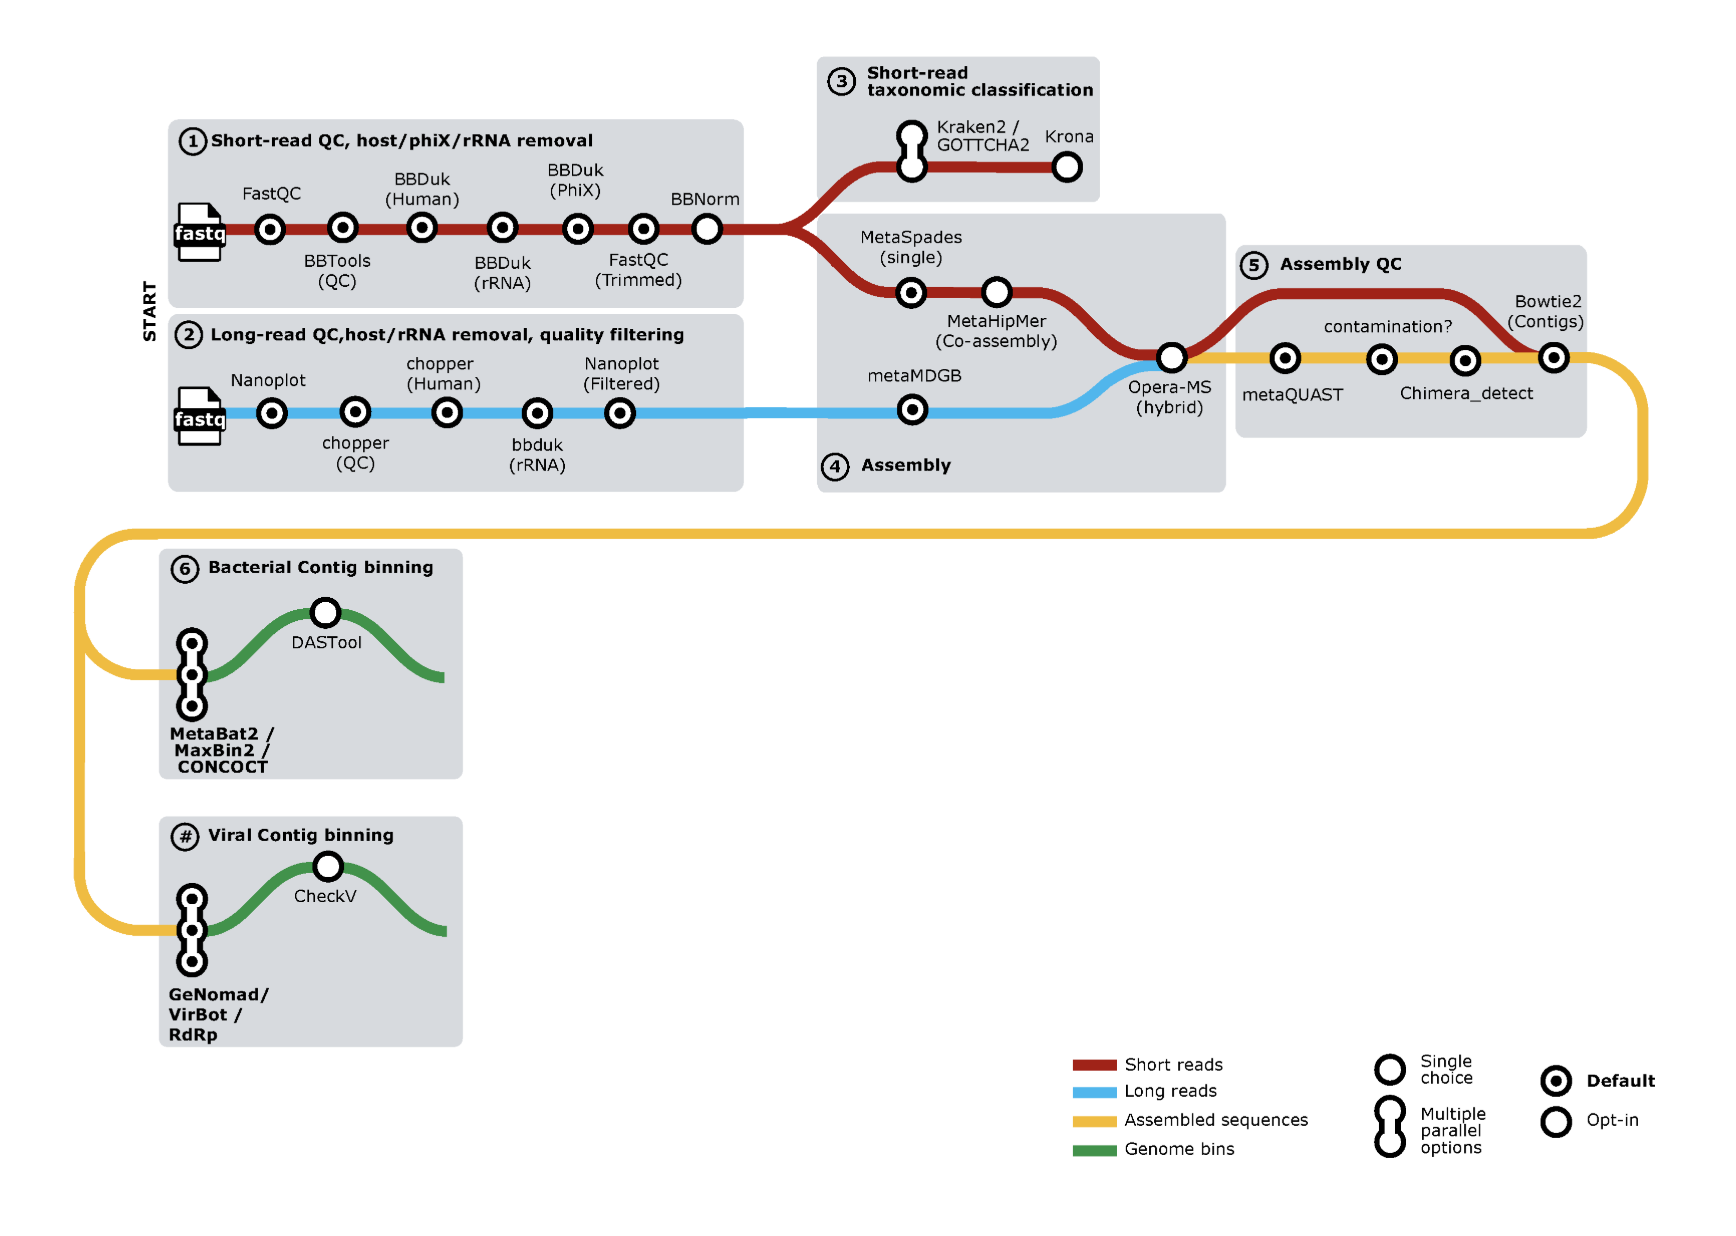 3
Short-read
taxonomic classification
Kraken2 /
GOTTCHA2
Krona
1
Short-read QC, host/phiX/rRNA removal
FastQC
BBDuk
(Human)
BBDuk
(PhiX)
BBNorm
fastq
BBTools
(QC)
BBDuk
(rRNA)
FastQC
(Trimmed)
START
2
Long-read QC,host/rRNA removal, quality filtering
Nanoplot
chopper
(Human)
Nanoplot
(Filtered)
fastq
chopper
(QC)
bbduk
(rRNA)
MetaSpades
(single)
MetaHipMer
(Co-assembly)
metaMDGB
Opera-MS
(hybrid)
4
Assembly
5
Assembly QC
Bowtie2
(Contigs)
contamination?
metaQUAST
Chimera_detect
6
Bacterial Contig binning
DASTool
MetaBat2 /
MaxBin2 /
CONCOCT
#
Viral Contig binning
CheckV
GeNomad/
VirBot /
RdRp
Short reads
Long reads
Assembled sequences
Genome bins
Single
choice
Multiple
parallel
options
Default
Opt-in